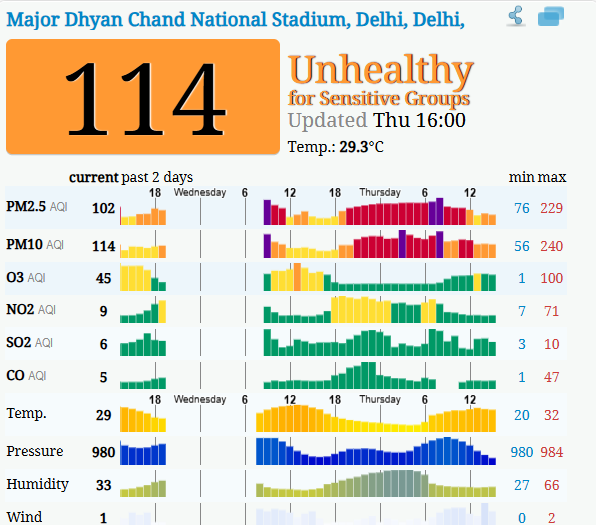 Major Dhyan Chand National Stadium, Delhi, Delhi,
114
Unhealthy
for Sensitive Groups
Updated Thu 16:00
Temp.: 29.3°C
current past 2 days min max
18 Wednesday 6 12 18 Thursday 6 12
PM2.5 AQI 102 76 229
PM10 AQI 114 56 240
O3 AQI 45 1 100
NO2 AQI 9 7 71
SO2 AQI 6 3 10
CO AQI 5 1 47
18 Wednesday 6 12 18 Thursday 6 12
Temp. 29 20 32
Pressure 980 980 984
Humidity 33 27 66
Wind 1 0 2